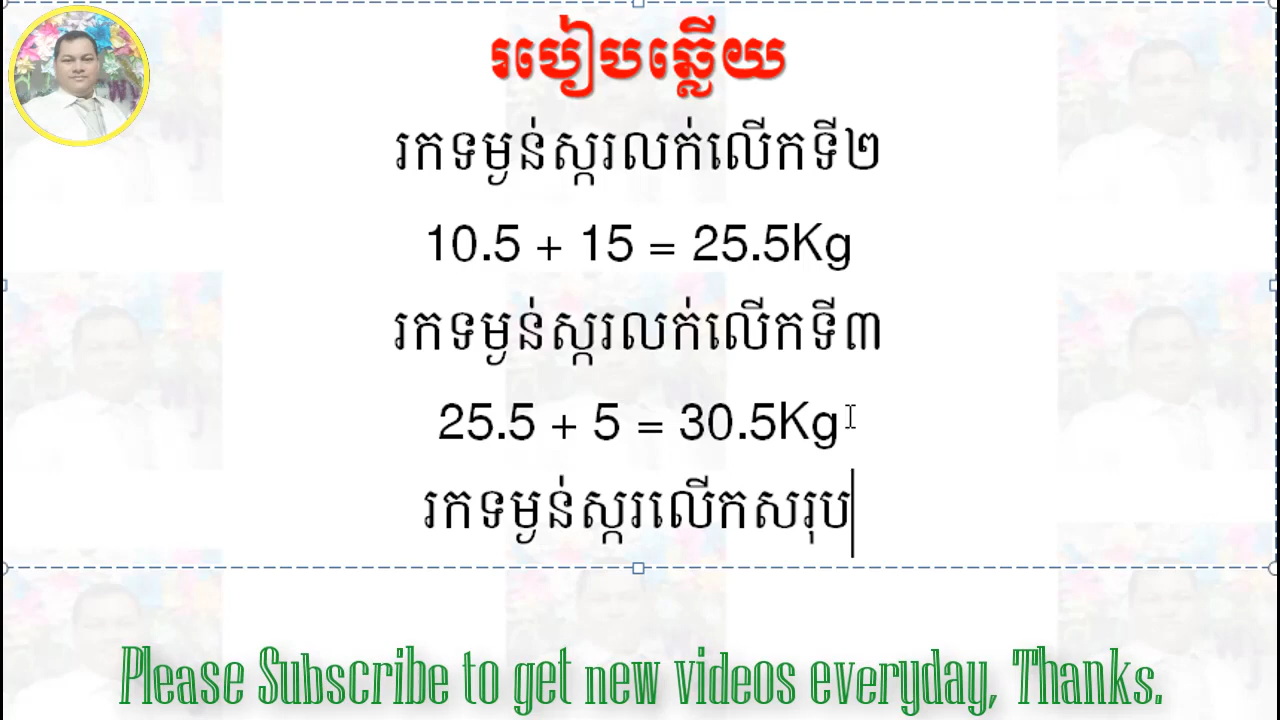 របៀបឆ្លើយ
រកទម្ងន់ស្ករលក់លើកទី២
10.5 + 15 = 25.5Kg
រកទម្ងន់ស្ករលក់លើកទី៣
25.5 + 5 = 30.5Kg
រកទម្ងន់ស្ករលើកសរុប
Please Subscribe to get new videos everyday, Thanks.